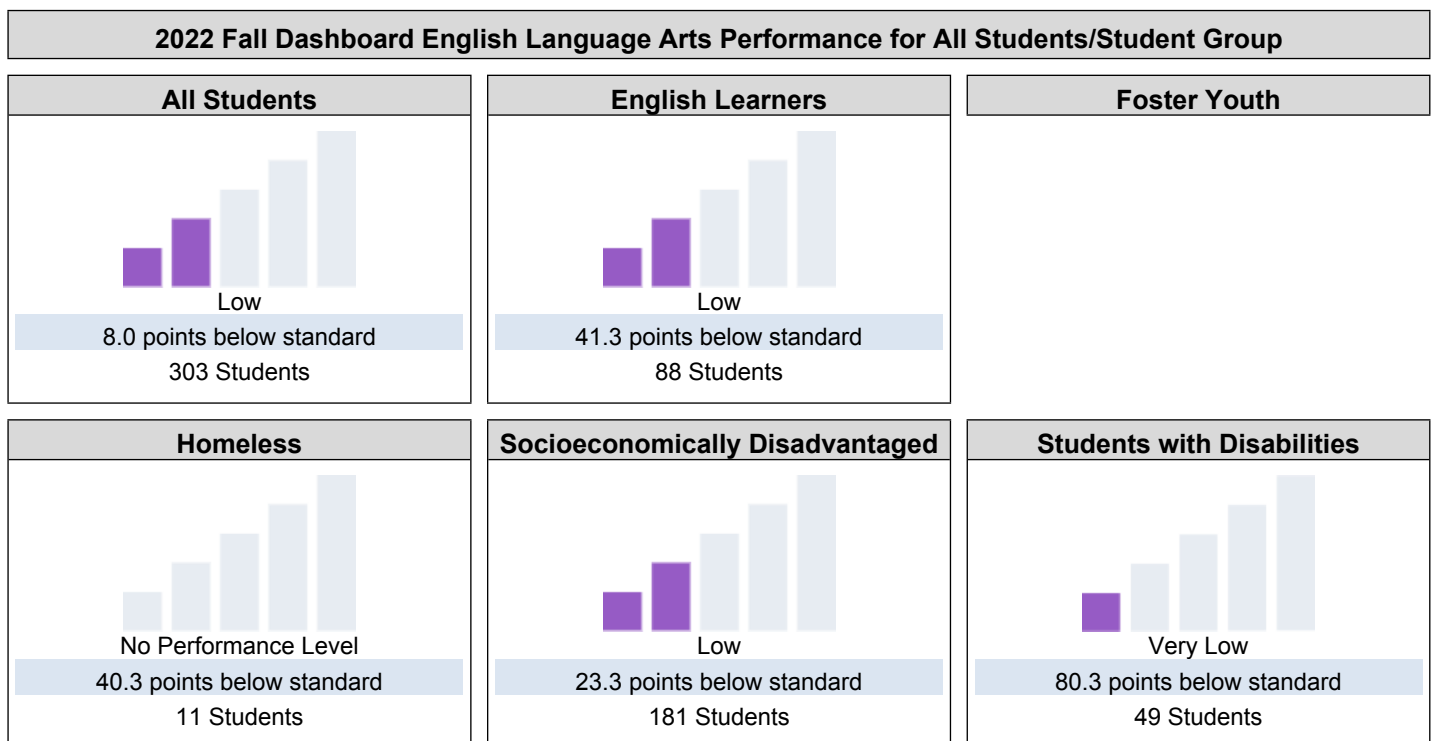 2022 Fall Dashboard English Language Arts Performance for All Students/Student Group
All Students
Low
8.0 points below standard
303 Students
English Learners
Low
41.3 points below standard
88 Students
Foster Youth
Homeless
No Performance Level
40.3 points below standard
11 Students
Socioeconomically Disadvantaged
Low
23.3 points below standard
181 Students
Students with Disabilities
Very Low
80.3 points below standard
49 Students